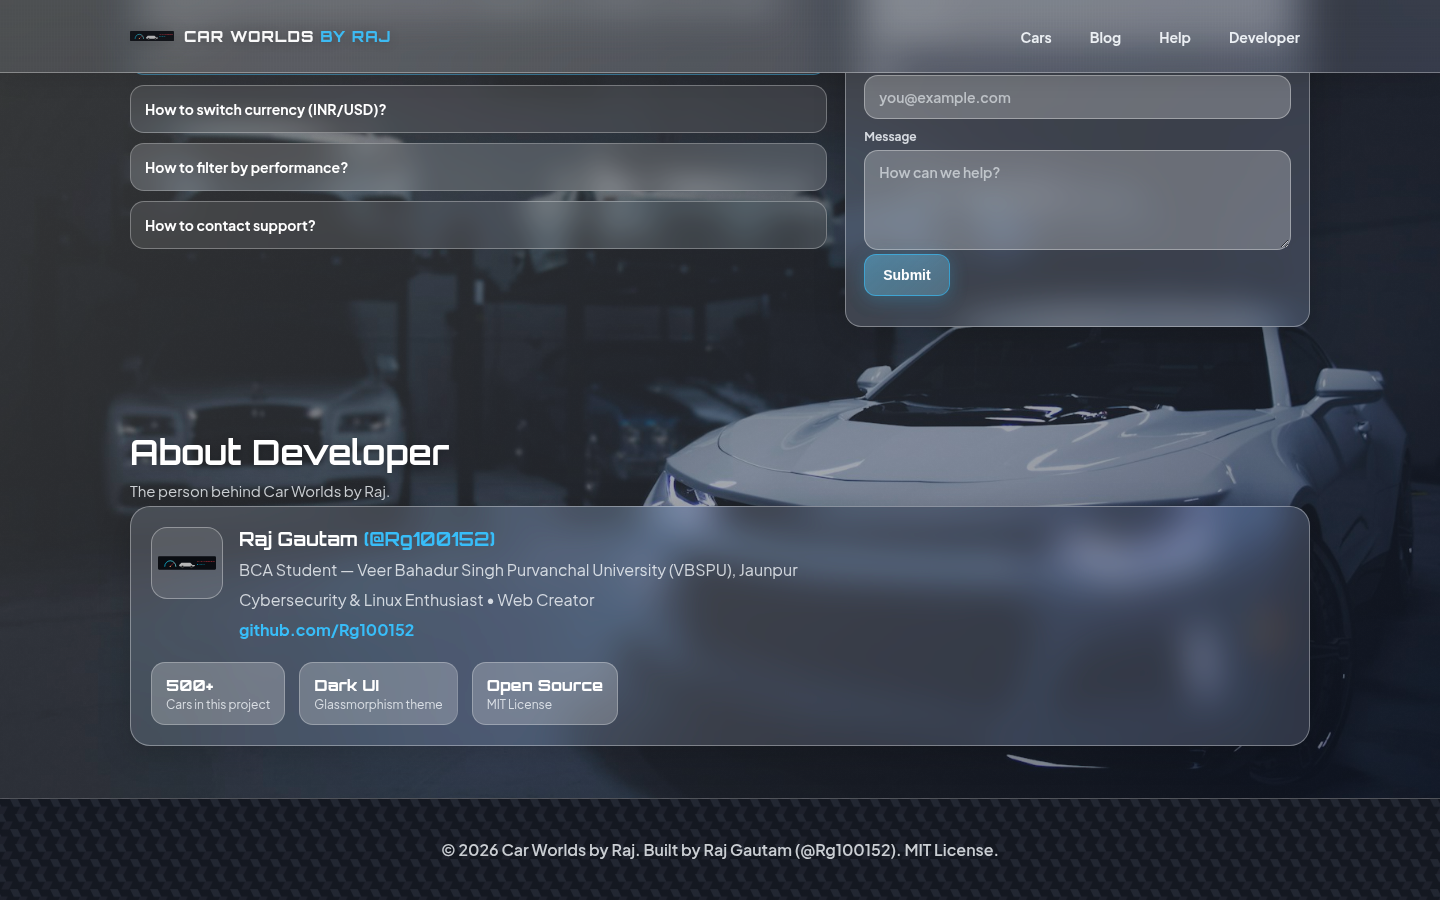 CAR WORLDS BY RAJ
Cars
Blog
Help
Developer
How to switch currency (INR/USD)?
How to filter by performance?
How to contact support?
you@example.com
Message
How can we help?
Submit
About Developer
The person behind Car Worlds by Raj.
Raj Gautam (@Rg100152)
BCA Student — Veer Bahadur Singh Purvanchal University (VBSPU), Jaunpur
Cybersecurity & Linux Enthusiast • Web Creator
github.com/Rg100152
500+
Cars in this project
Dark UI
Glassmorphism theme
Open Source
MIT License
© 2026 Car Worlds by Raj. Built by Raj Gautam (@Rg100152). MIT License.